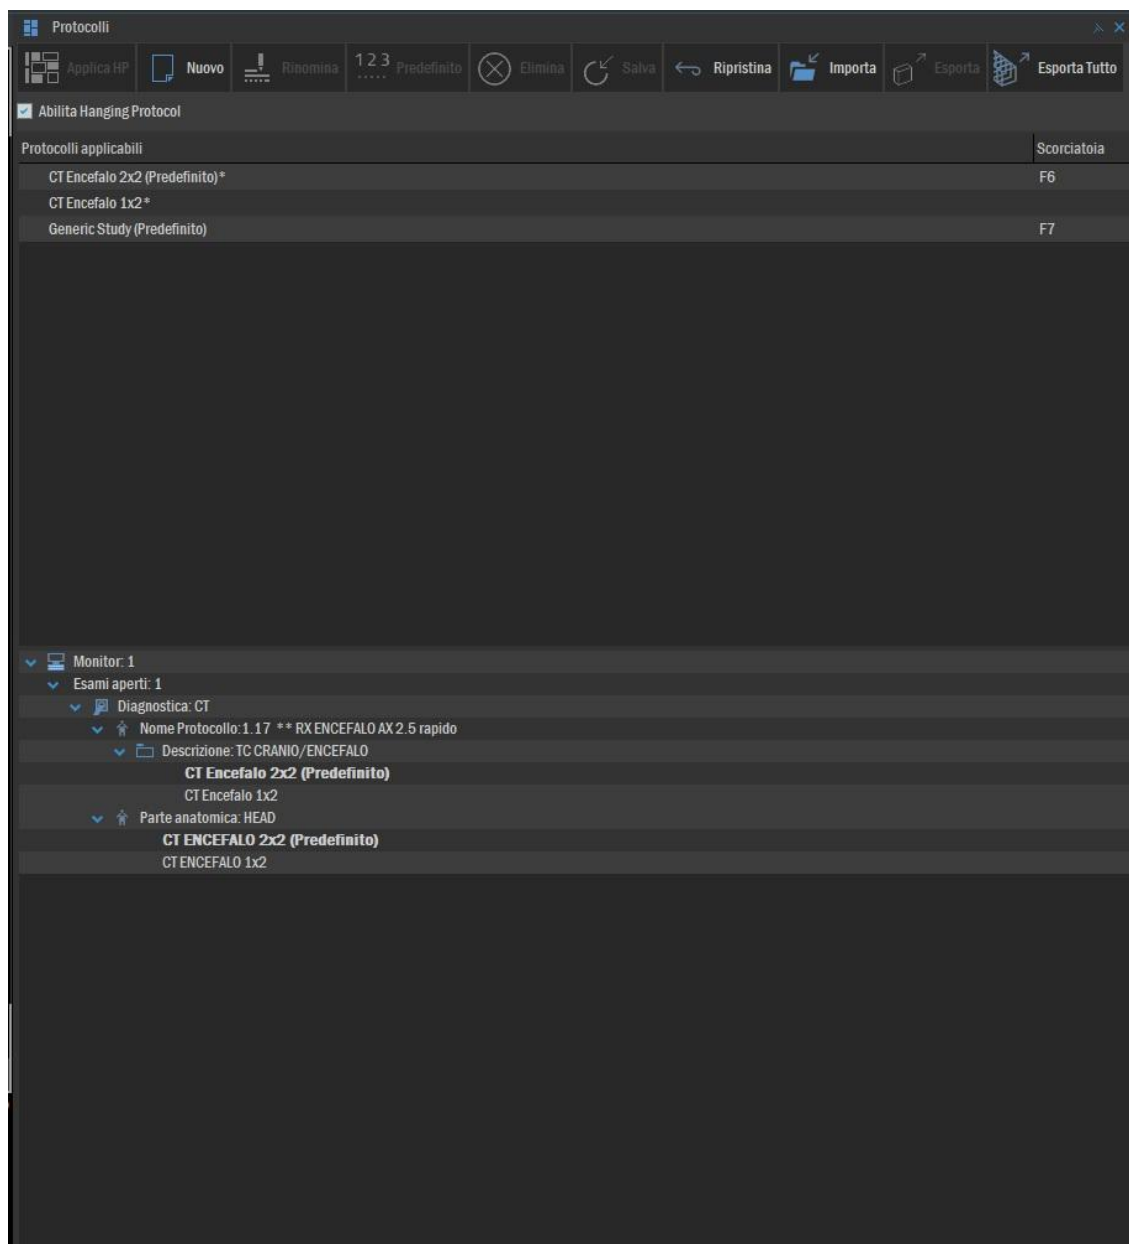 Protocolli
Applica HP Nuovo Rinomina 123 Predefinito Elimina Salva Ripristina Importa Esporta Esporta Tutto
Abilita Hanging Protocol
Protocolli applicabili Scorciatoia
CT Encefalo 2x2 (Predefinito)* F6
CT Encefalo 1x2*
Generic Study (Predefinito) F7
Monitor: 1
Esami aperti: 1
Diagnostica: CT
Nome Protocollo:1.17 ** RX ENCEFALO AX 2.5 rapido
Descrizione: TC CRANIO/ENCEFALO
CT Encefalo 2x2 (Predefinito)
CT Encefalo 1x2
Parte anatomica: HEAD
CT ENCEFALO 2x2 (Predefinito)
CT ENCEFALO 1x2